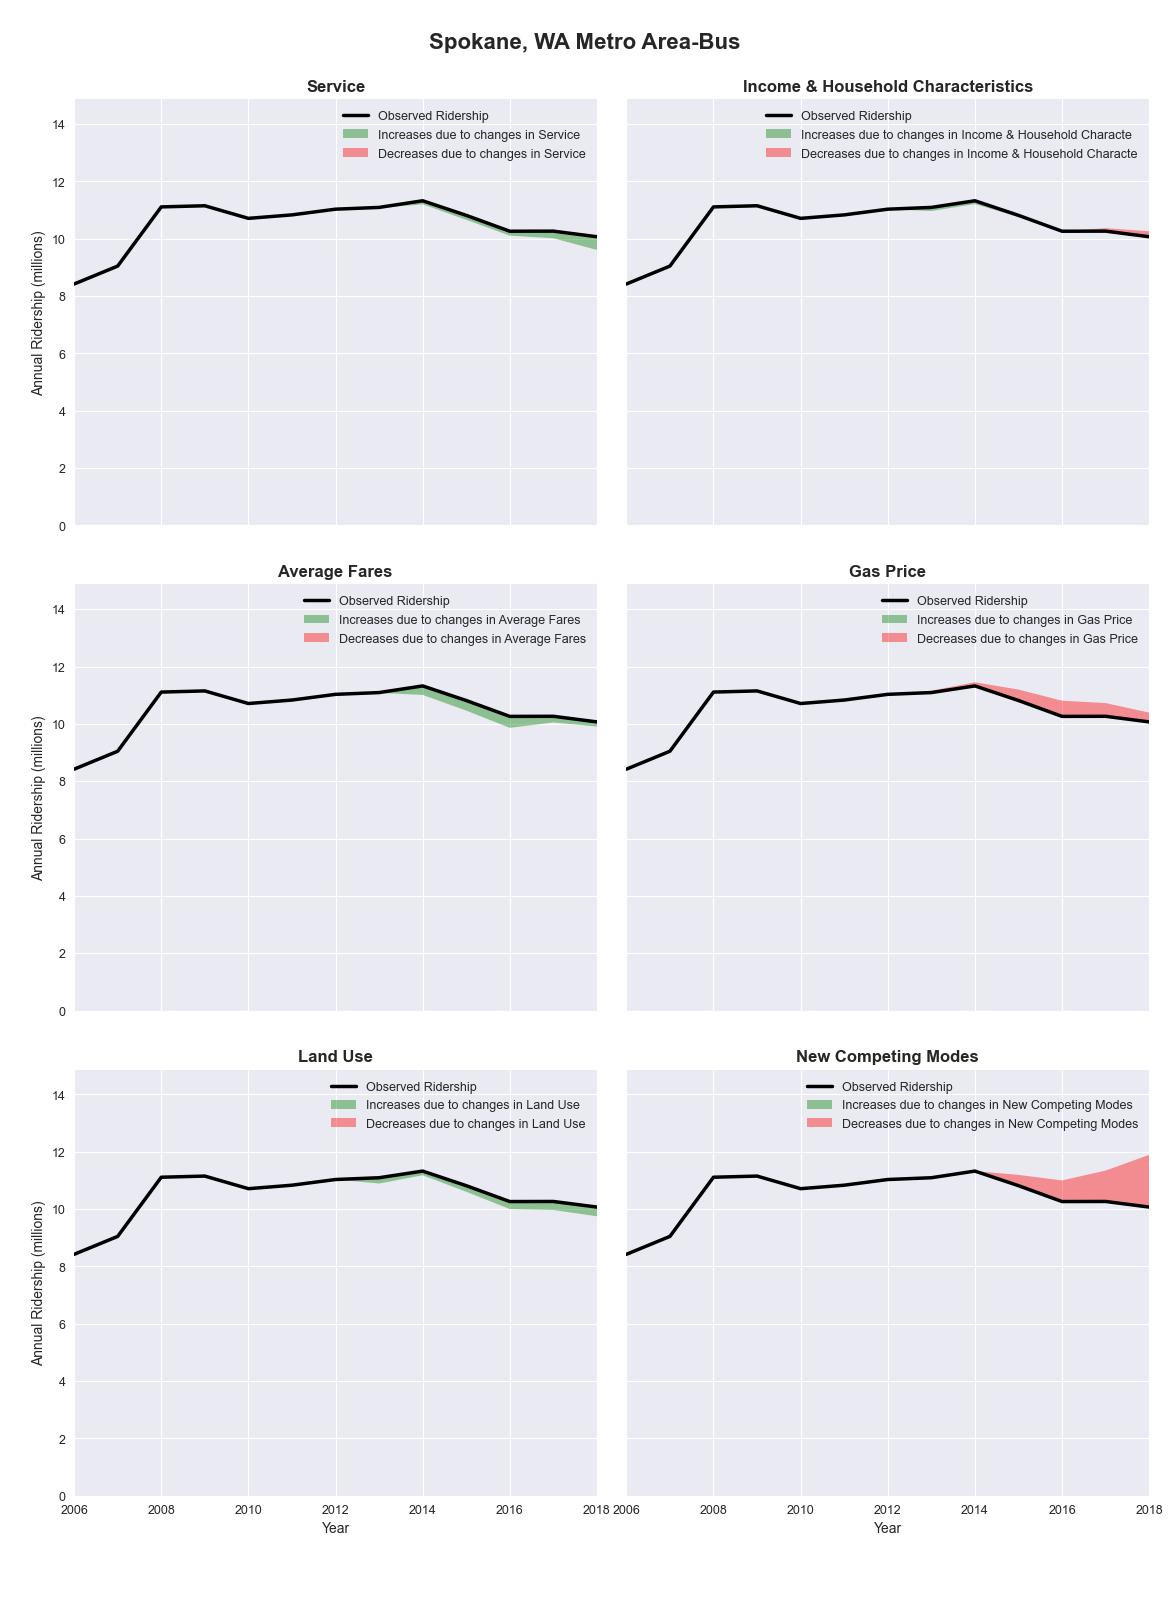 Spokane, WA Metro Area-Bus
Service
Observed Ridership
Increases due to changes in Service
Decreases due to changes in Service
14
12
10
8
6
4
2
0
Annual Ridership (millions)
Income & Household Characteristics
Observed Ridership
Increases due to changes in Income & Household Characte
Decreases due to changes in Income & Household Characte
Average Fares
Observed Ridership
Increases due to changes in Average Fares
Decreases due to changes in Average Fares
14
12
10
8
6
4
2
0
Annual Ridership (millions)
Gas Price
Observed Ridership
Increases due to changes in Gas Price
Decreases due to changes in Gas Price
Land Use
Observed Ridership
Increases due to changes in Land Use
Decreases due to changes in Land Use
14
12
10
8
6
4
2
0
Annual Ridership (millions)
2006 2008 2010 2012 2014 2016 2018
Year
New Competing Modes
Observed Ridership
Increases due to changes in New Competing Modes
Decreases due to changes in New Competing Modes
2006 2008 2010 2012 2014 2016 2018
Year